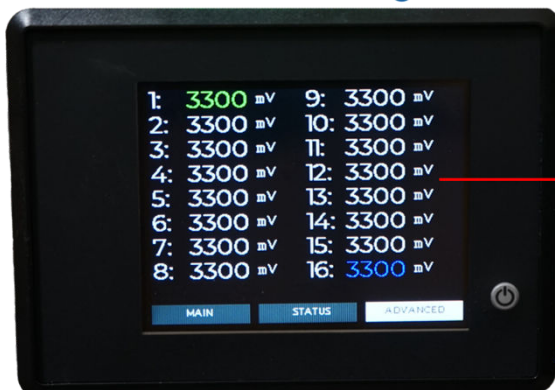 1: 3300 mV 9: 3300 mV
2: 3300 mV 10: 3300 mV
3: 3300 mV 11: 3300 mV
4: 3300 mV 12: 3300 mV
5: 3300 mV 13: 3300 mV
6: 3300 mV 14: 3300 mV
7: 3300 mV 15: 3300 mV
8: 3300 mV 16: 3300 mV
MAIN STATUS ADVANCED